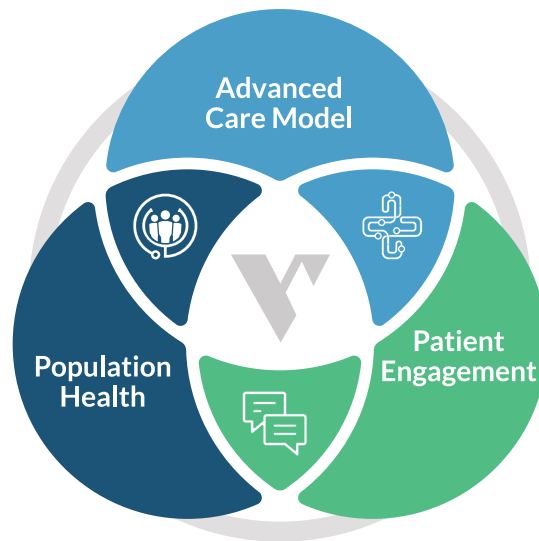 Advanced
Care Model
Population
Health
Patient
Engagement